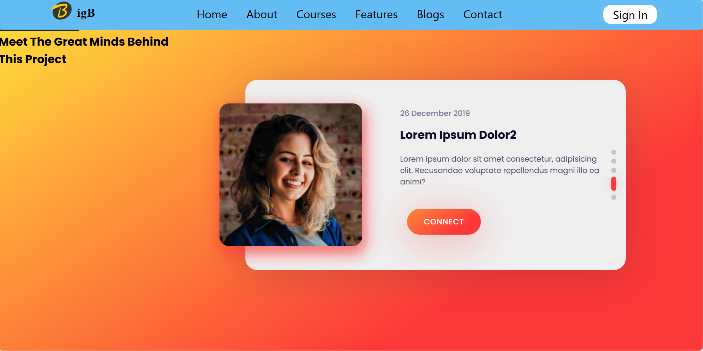 B igB
Home About Courses Features Blogs Contact Sign In
Meet The Great Minds Behind
This Project
26 December 2019
Lorem Ipsum Dolor2
Lorem ipsum dolor sit amet consectetur, adipisicing
elit. Recusandae voluptate repellendus magni illo ea
animi?
CONNECT